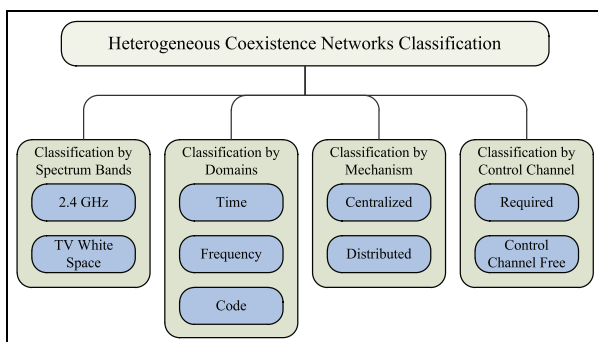 Heterogeneous Coexistence Networks Classification
Classification by
Spectrum Bands
2.4 GHz
TV White
Space
Classification by
Domains
Time
Frequency
Code
Classification by
Mechanism
Centralized
Distributed
Classification by
Control Channel
Required
Control
Channel Free